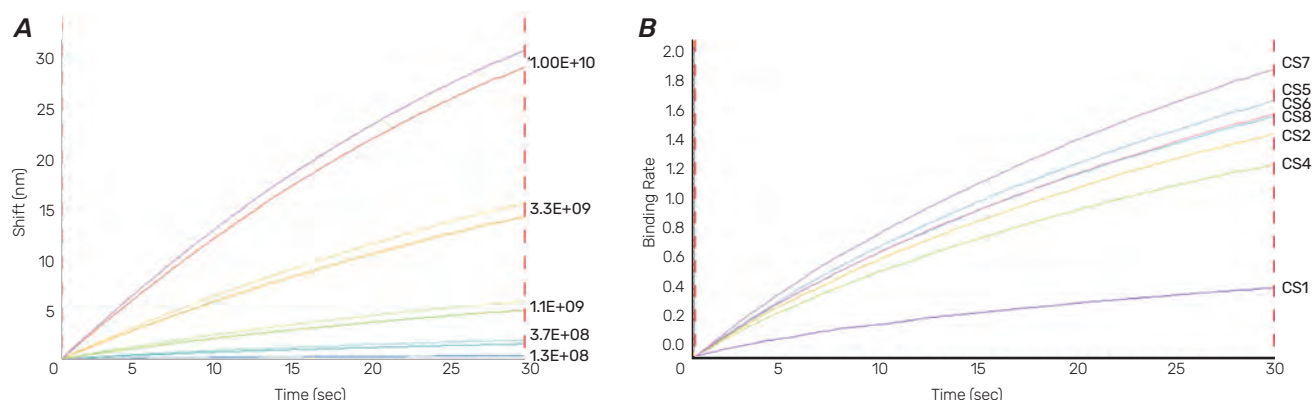 A
Shift (nm)
30
25
20
15
10
5
0
5
10
15
20
25
30
Time (sec)
1.00E+10
3.3E+09
1.1E+09
3.7E+08
1.3E+08
B
Binding Rate
2.0
1.8
1.6
1.4
1.2
1.0
0.8
0.6
0.4
0.2
0.0
0
5
10
15
20
25
30
Time (sec)
CS7
CS5
CS6
CS8
CS2
CS4
CS1